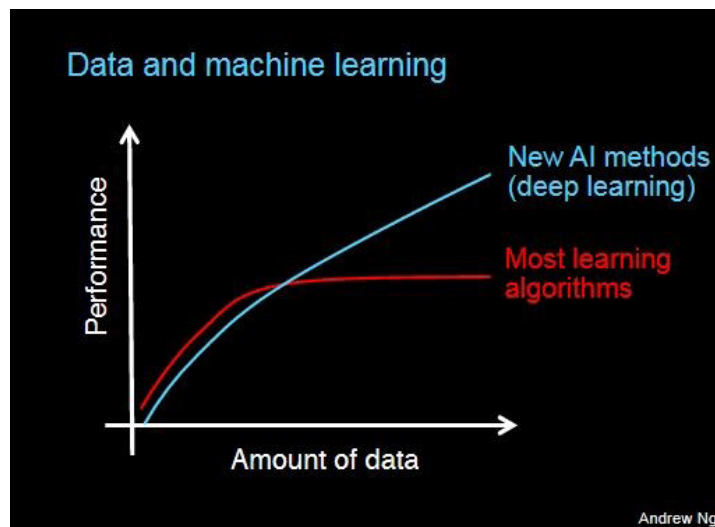 Data and machine learning
New AI methods
(deep learning)
Most learning
algorithms
Performance
Amount of data
Andrew Ng